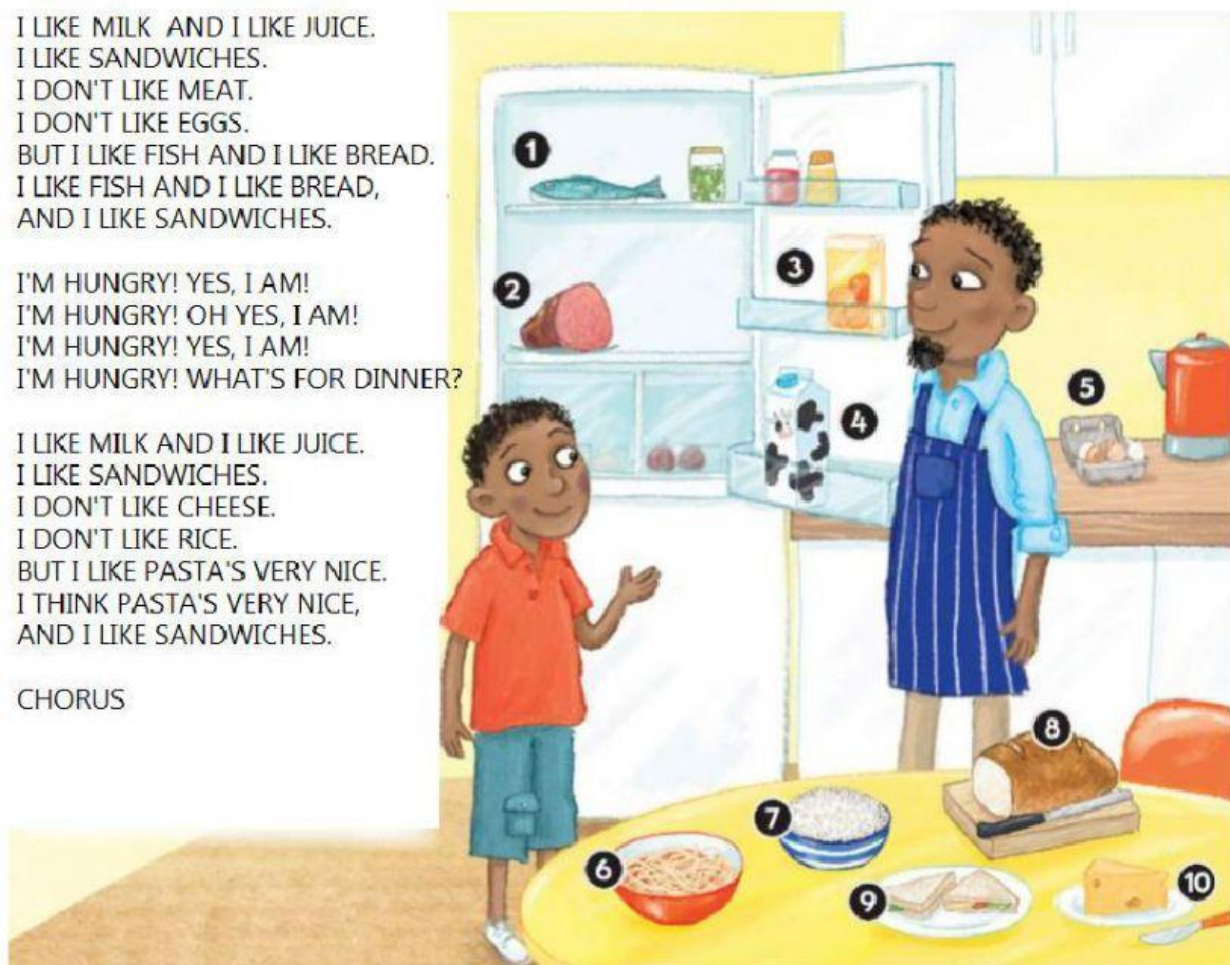 I LIKE MILK AND I LIKE JUICE.
I LIKE SANDWICHES.
I DON'T LIKE MEAT.
I DON'T LIKE EGGS.
BUT I LIKE FISH AND I LIKE BREAD.
I LIKE FISH AND I LIKE BREAD,
AND I LIKE SANDWICHES.
I'M HUNGRY! YES, I AM!
I'M HUNGRY! OH YES, I AM!
I'M HUNGRY! YES, I AM!
I'M HUNGRY! WHAT'S FOR DINNER?
I LIKE MILK AND I LIKE JUICE.
I LIKE SANDWICHES.
I DON'T LIKE CHEESE.
I DON'T LIKE RICE.
BUT I LIKE PASTA'S VERY NICE.
I THINK PASTA'S VERY NICE,
AND I LIKE SANDWICHES.
CHORUS
1
2
3
4
5
6
7
8
9
10